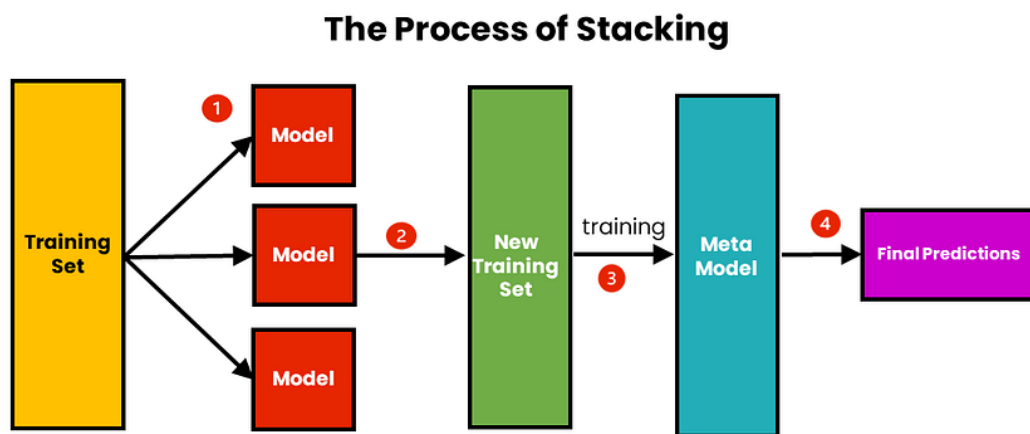 The Process of Stacking
1
Model
Training
Set
Model
2
New
Training
Set
training
3
Meta
Model
4
Final Predictions
Model